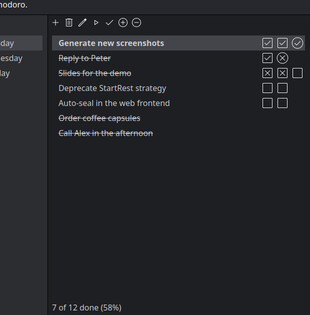 nodoro.
day
esday
ay
Generate new screenshots
Reply to Peter
Slides for the demo
Deprecate StartRest strategy
Auto-seal in the web frontend
Order coffee capsules
Call Alex in the afternoon
7 of 12 done (58%)